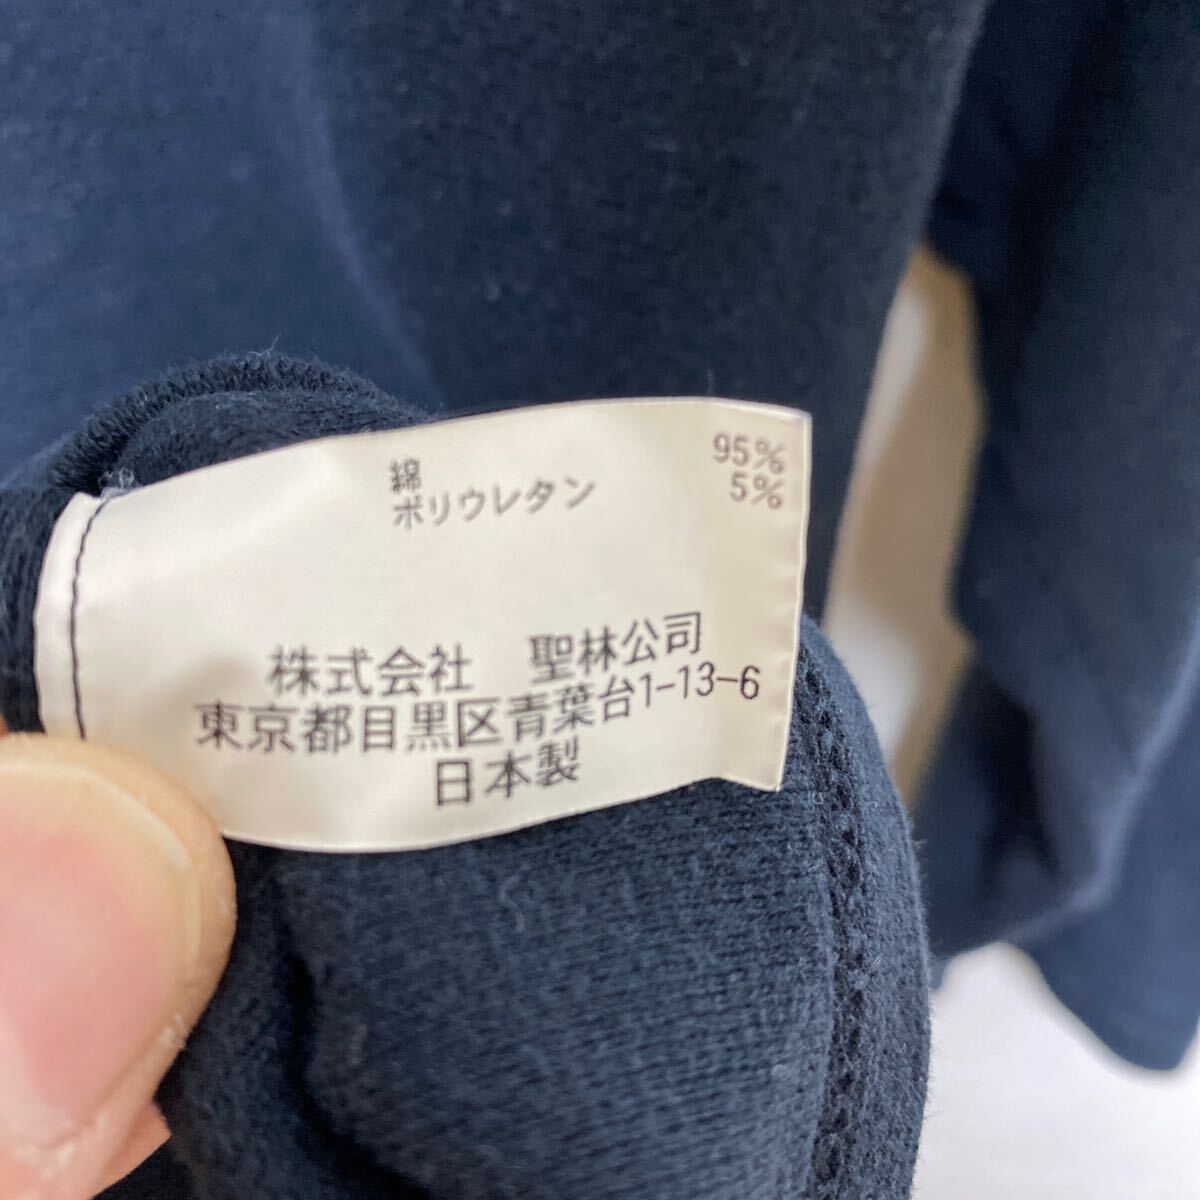 綿 95%
ポリウレタン 5%
株式会社 聖林公司
東京都目黒区青葉台1-13-6
日本製